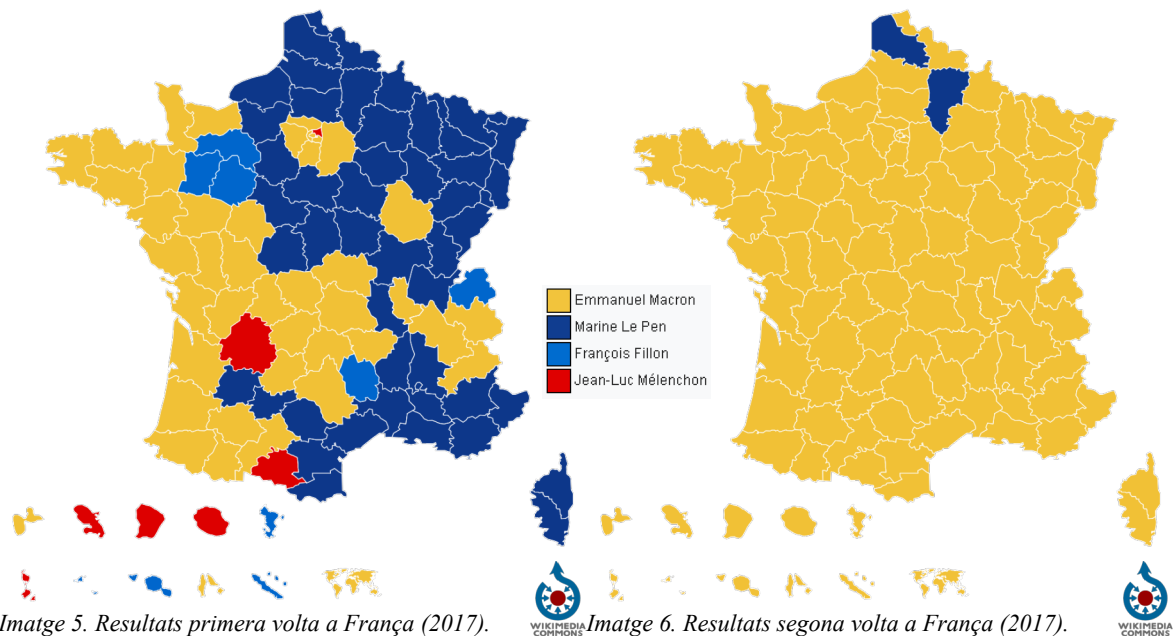 Emmanuel Macron
Marine Le Pen
François Fillon
Jean-Luc Mélenchon
WIKIMEDIA
COMMONS
WIKIMEDIA
COMMONS
Imatge 5. Resultats primera volta a França (2017).
Imatge 6. Resultats segona volta a França (2017).